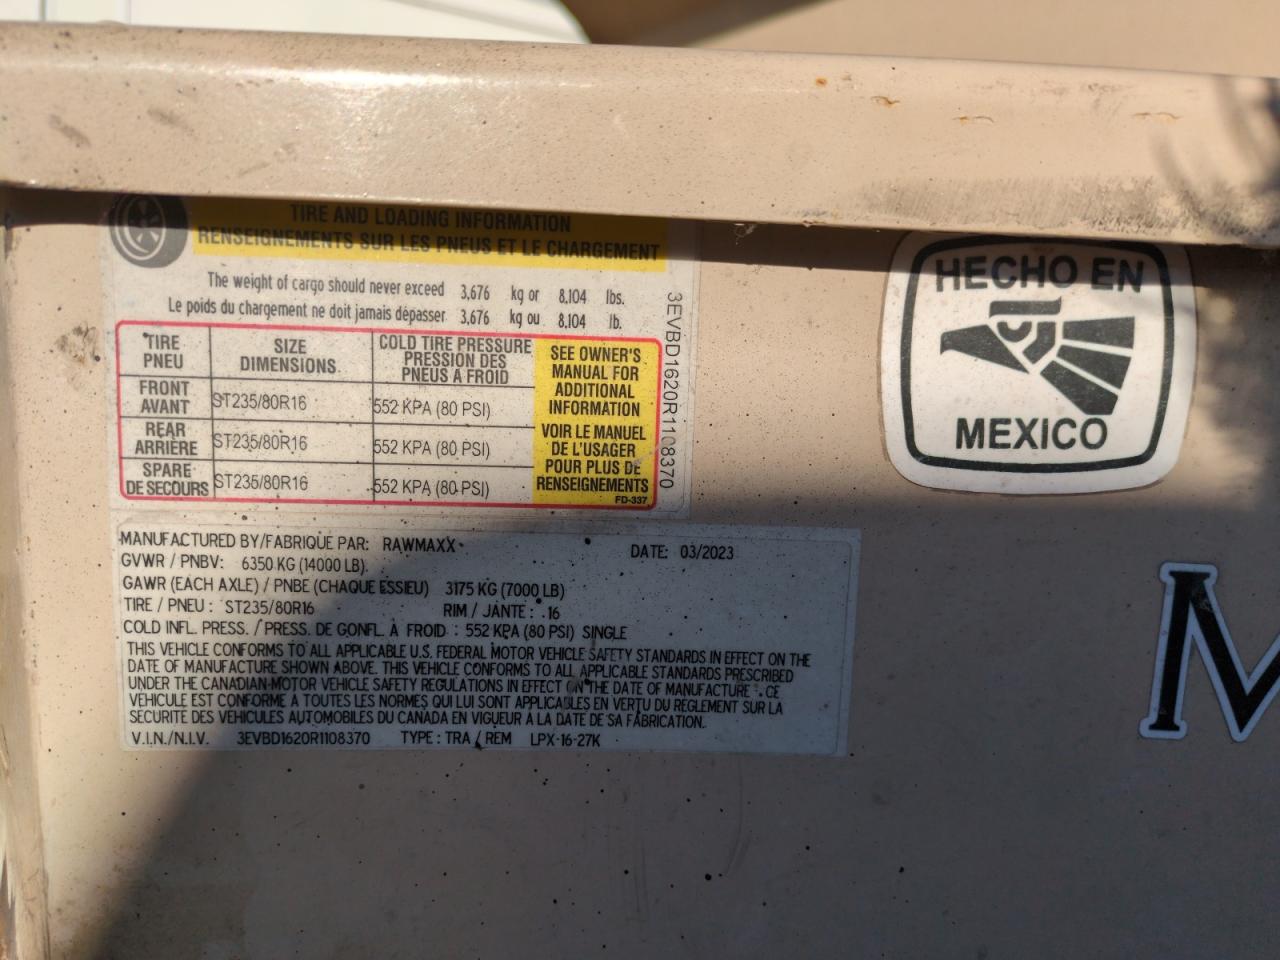 TIRE AND LOADING INFORMATION
RENSEIGNEMENTS SUR LES PNEUS ET LE CHARGEMENT
The weight of cargo should never exceed 3,676 kg or 8,104 lbs.
Le poids du chargement ne doit jamais dépasser 3,676 kg ou 8,104 lb.
TIRE PNEU SIZE DIMENSIONS COLD TIRE PRESSURE PRESSION DES PNEUS A FROID
FRONT AVANT ST235/80R16 552 KPA (80 PSI)
REAR ARRIÈRE ST235/80R16 552 KPA (80 PSI)
SPARE DE SECOURS ST235/80R16 552 KPA (80 PSI)
SEE OWNER'S
MANUAL FOR
ADDITIONAL
INFORMATION
VOIR LE MANUEL
DE L'USAGER
POUR PLUS DE
RENSEIGNEMENTS
FD-337
3EVBD1620R1108370
HECHO EN
MEXICO
MANUFACTURED BY/FABRIQUÉ PAR: RAWMAXX DATE: 03/2023
GVWR / PNBV: 6350 KG (14000 LB)
GAWR (EACH AXLE) / PNBE (CHAQUE ESSIEU) 3175 KG (7000 LB)
TIRE / PNEU : ST235/80R16 RIM / JANTE : 16
COLD INFL. PRESS. / PRESS. DE GONFL. À FROID : 552 KPA (80 PSI) SINGLE
THIS VEHICLE CONFORMS TO ALL APPLICABLE U.S. FEDERAL MOTOR VEHICLE SAFETY STANDARDS IN EFFECT ON THE
DATE OF MANUFACTURE SHOWN ABOVE. THIS VEHICLE CONFORMS TO ALL APPLICABLE STANDARDS PRESCRIBED
UNDER THE CANADIAN MOTOR VEHICLE SAFETY REGULATIONS IN EFFECT ON THE DATE OF MANUFACTURE . CE
VÉHICULE EST CONFORME À TOUTES LES NORMES QUI LUI SONT APPLICABLES EN VERTU DU RÈGLEMENT SUR LA
SÉCURITÉ DES VÉHICULES AUTOMOBILES DU CANADA EN VIGUEUR À LA DATE DE SA FABRICATION.
V.I.N./N.I.V. 3EVBD1620R1108370 TYPE : TRA / REM LPX-16-27K
M